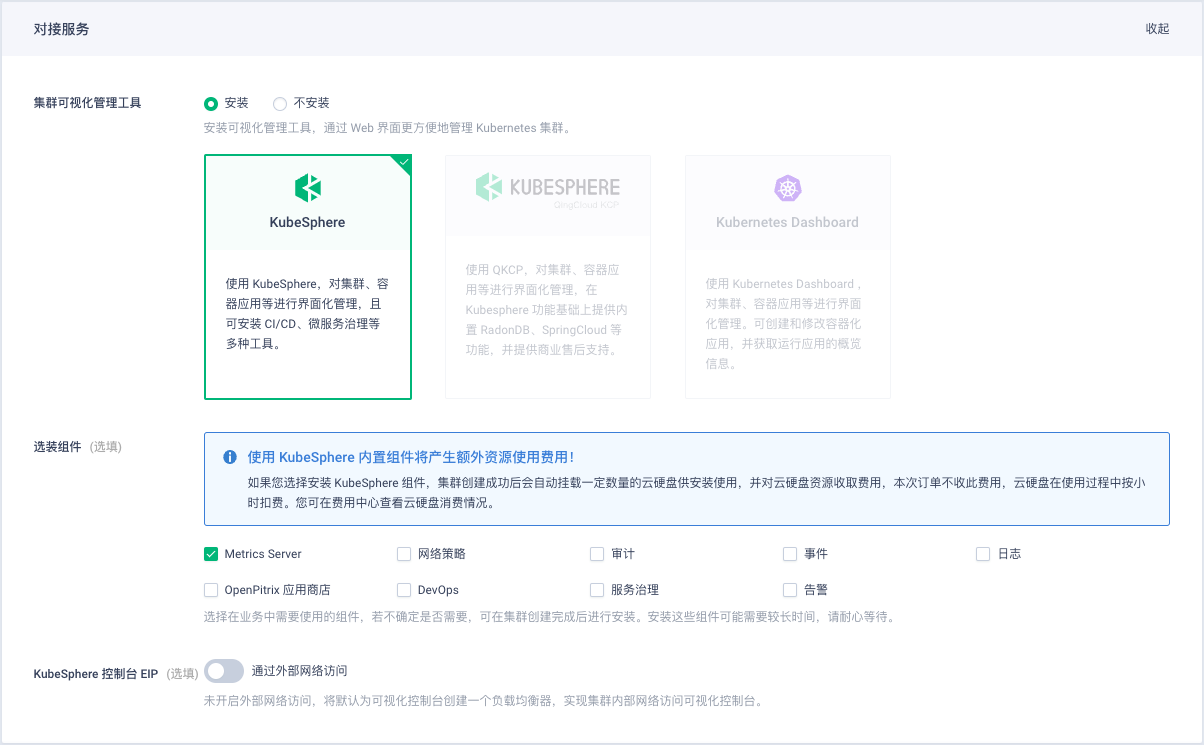 对接服务
收起
集群可视化管理工具
安装
不安装
安装可视化管理工具，通过 Web 界面更方便地管理 Kubernetes 集群。
KubeSphere
使用 KubeSphere，对集群、容
器应用等进行界面化管理，且
可安装 CI/CD、微服务治理等
多种工具。
KUBESPHERE
QingCloud KCP
使用 QKCP，对集群、容器应
用等进行界面化管理，在
Kubesphere 功能基础上提供内
置 RadonDB、SpringCloud 等
功能，并提供商业售后支持。
Kubernetes Dashboard
使用 Kubernetes Dashboard ,
对集群、容器应用等进行界面
化管理。可创建和修改容器化
应用，并获取运行应用的概览
信息。
选装组件 (选填)
使用 KubeSphere 内置组件将产生额外资源使用费用！
如果您选择安装 KubeSphere 组件，集群创建成功后会自动挂载一定数量的云硬盘供安装使用，并对云硬盘资源收取费用，本次订单不收此费用，云硬盘在使用过程中按小
时扣费。您可在费用中心查看云硬盘消费情况。
Metrics Server
网络策略
审计
事件
日志
OpenPitrix 应用商店
DevOps
服务治理
告警
选择在业务中需要使用的组件，若不确定是否需要，可在集群创建完成后进行安装。安装这些组件可能需要较长时间，请耐心等待。
KubeSphere 控制台 EIP (选填)
通过外部网络访问
未开启外部网络访问，将默认为可视化控制台创建一个负载均衡器，实现集群内部网络访问可视化控制台。